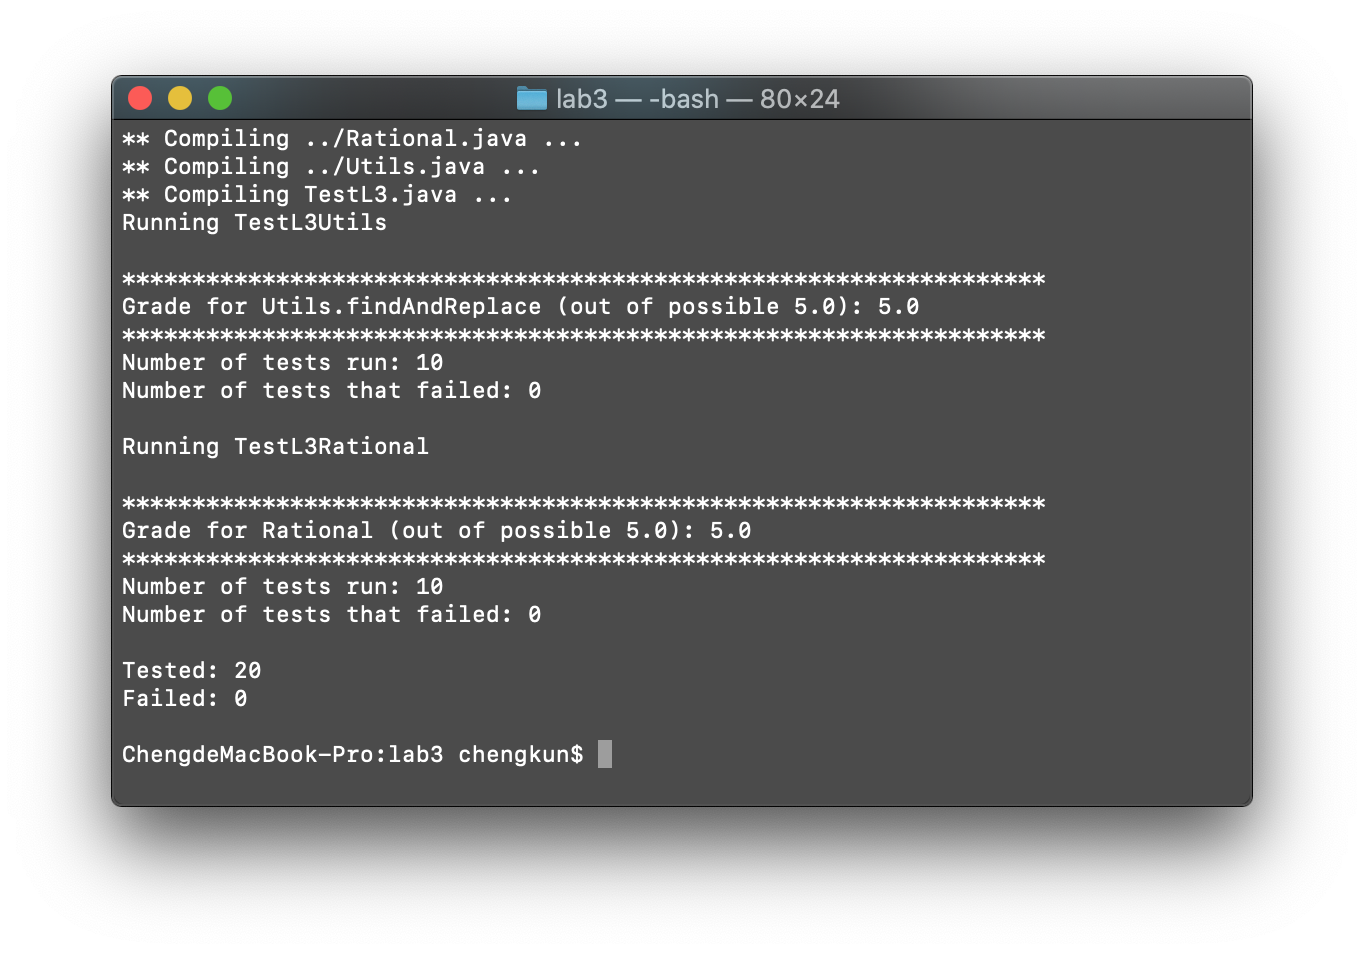 lab3 — -bash — 80×24
** Compiling ../Rational.java ...
** Compiling ../Utils.java ...
** Compiling TestL3.java ...
Running TestL3Utils
******************************************************************
Grade for Utils.findAndReplace (out of possible 5.0): 5.0
******************************************************************
Number of tests run: 10
Number of tests that failed: 0
Running TestL3Rational
******************************************************************
Grade for Rational (out of possible 5.0): 5.0
******************************************************************
Number of tests run: 10
Number of tests that failed: 0
Tested: 20
Failed: 0
ChengdeMacBook-Pro:lab3 chengkun$